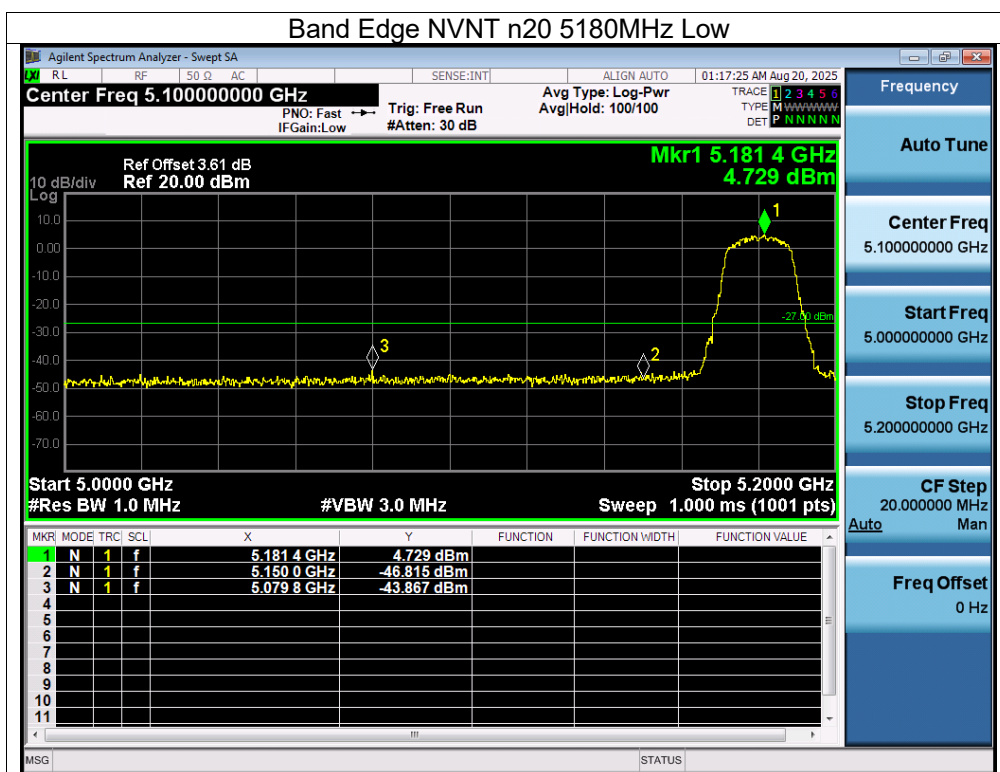 Band Edge NVNT n20 5180MHz Low
Agilent Spectrum Analyzer - Swept SA
LXI RL RF 50 Ω AC SENSE:INT ALIGN AUTO 01:17:25 AM Aug 20, 2025
Center Freq 5.100000000 GHz
PNO: Fast
IFGain:Low
Trig: Free Run
#Atten: 30 dB
Avg Type: Log-Pwr
Avg|Hold: 100/100
TRACE 1 2 3 4 5 6
TYPE M WWWWW
DET P N N N N N
Mkr1 5.181 4 GHz
4.729 dBm
Ref Offset 3.61 dB
10 dB/div Ref 20.00 dBm
Log
10.0
0.00
-10.0
-20.0
-30.0
-40.0
-50.0
-60.0
-70.0
1
-27.00 dBm
3
2
Start 5.0000 GHz Stop 5.2000 GHz
#Res BW 1.0 MHz #VBW 3.0 MHz Sweep 1.000 ms (1001 pts)
MKR MODE TRC SCL X Y FUNCTION FUNCTION WIDTH FUNCTION VALUE
1 N 1 f 5.181 4 GHz 4.729 dBm
2 N 1 f 5.150 0 GHz -46.815 dBm
3 N 1 f 5.079 8 GHz -43.867 dBm
4
5
6
7
8
9
10
11
MSG STATUS
Frequency
Auto Tune
Center Freq
5.100000000 GHz
Start Freq
5.000000000 GHz
Stop Freq
5.200000000 GHz
CF Step
20.000000 MHz
Auto Man
Freq Offset
0 Hz